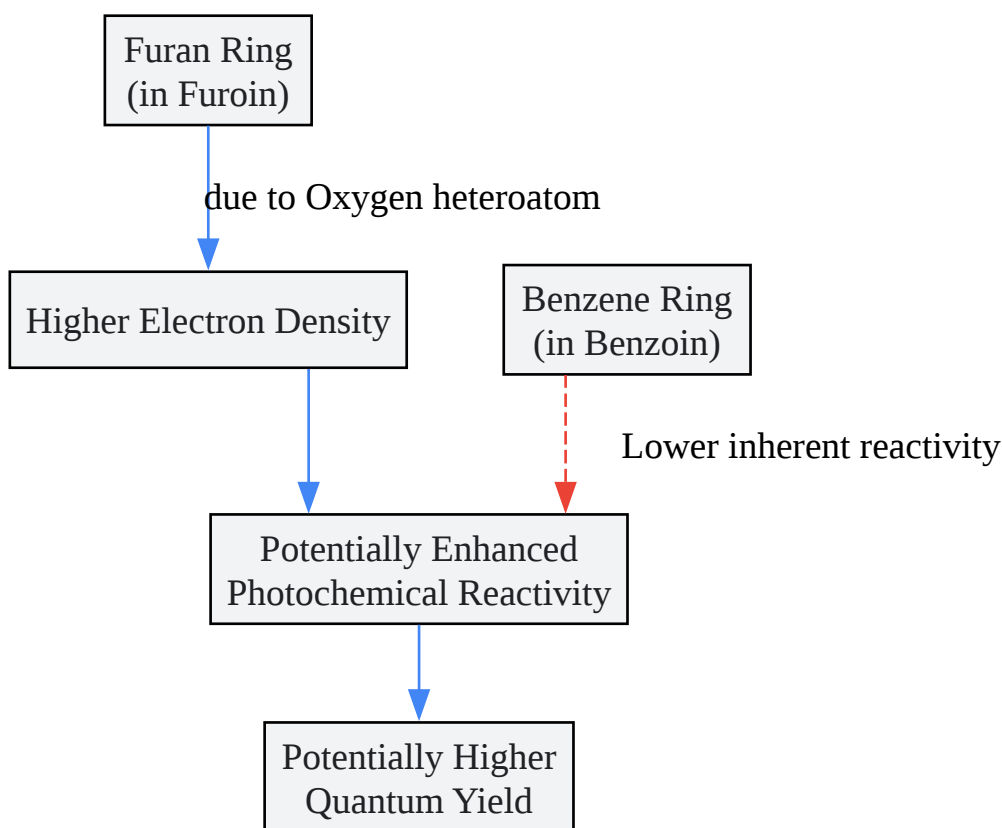 Furan Ring
(in Furoin)
due to Oxygen heteroatom
Higher Electron Density
Benzene Ring
(in Benzoin)
Lower inherent reactivity
Potentially Enhanced
Photochemical Reactivity
Potentially Higher
Quantum Yield